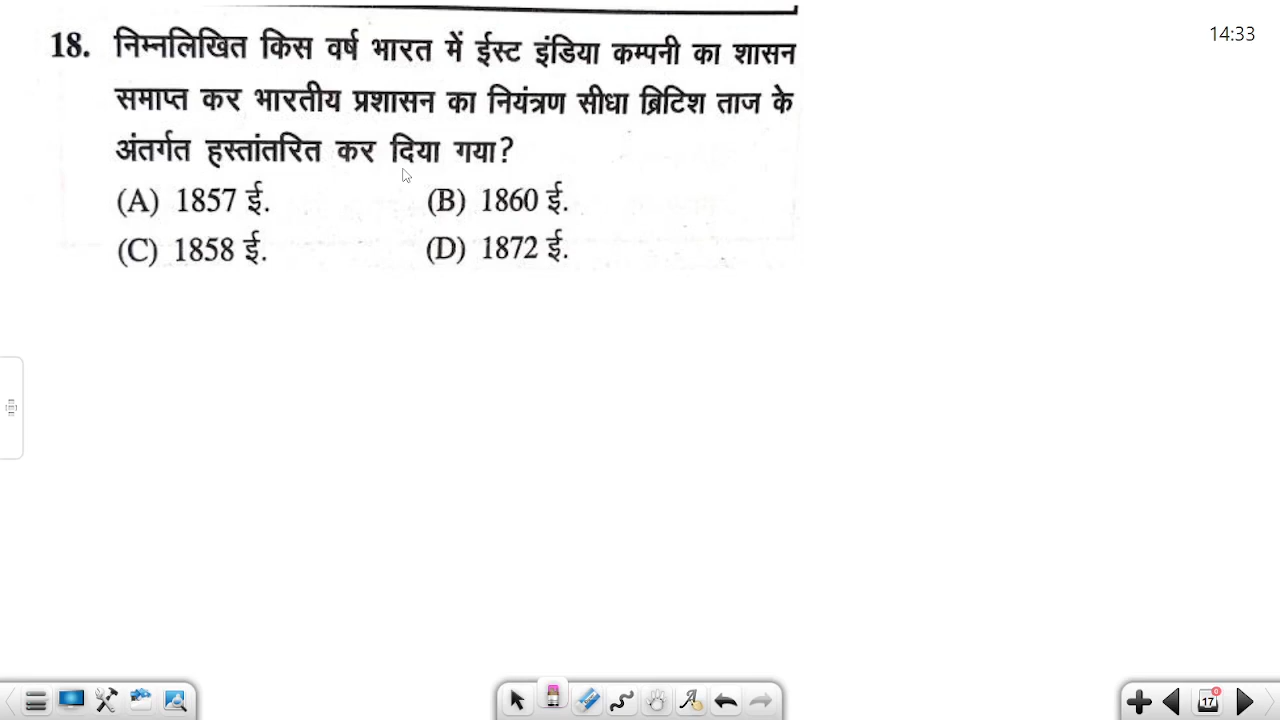 14:33
18. निम्नलिखित किस वर्ष भारत में ईस्ट इंडिया कम्पनी का शासन
समाप्त कर भारतीय प्रशासन का नियंत्रण सीधा ब्रिटिश ताज के
अंतर्गत हस्तांतरित कर दिया गया?
(A) 1857 ई. (B) 1860 ई.
(C) 1858 ई. (D) 1872 ई.
17